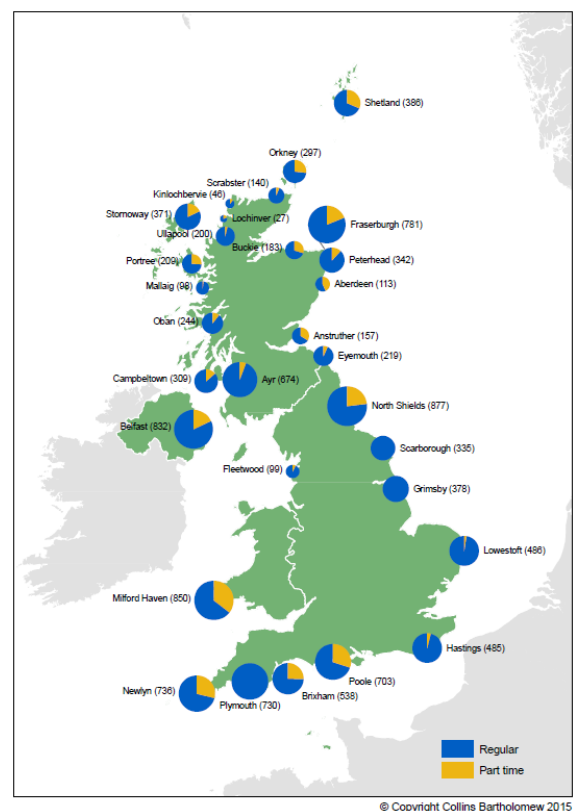 Shetland (386)
Orkney (297)
Scrabster (140)
Kinlochbervie (46)
Stornoway (371)
Lochinver (27)
Fraserburgh (781)
Ullapool (200)
Buckie (183)
Peterhead (342)
Portree (209)
Aberdeen (113)
Mallaig (98)
Oban (244)
Anstruther (157)
Eyemouth (219)
Campbeltown (309)
Ayr (674)
North Shields (877)
Belfast (832)
Scarborough (335)
Fleetwood (99)
Grimsby (378)
Lowestoft (486)
Milford Haven (850)
Hastings (485)
Poole (703)
Newlyn (736)
Plymouth (730)
Brixham (538)
Regular
Part time
© Copyright Collins Bartholomew 2015